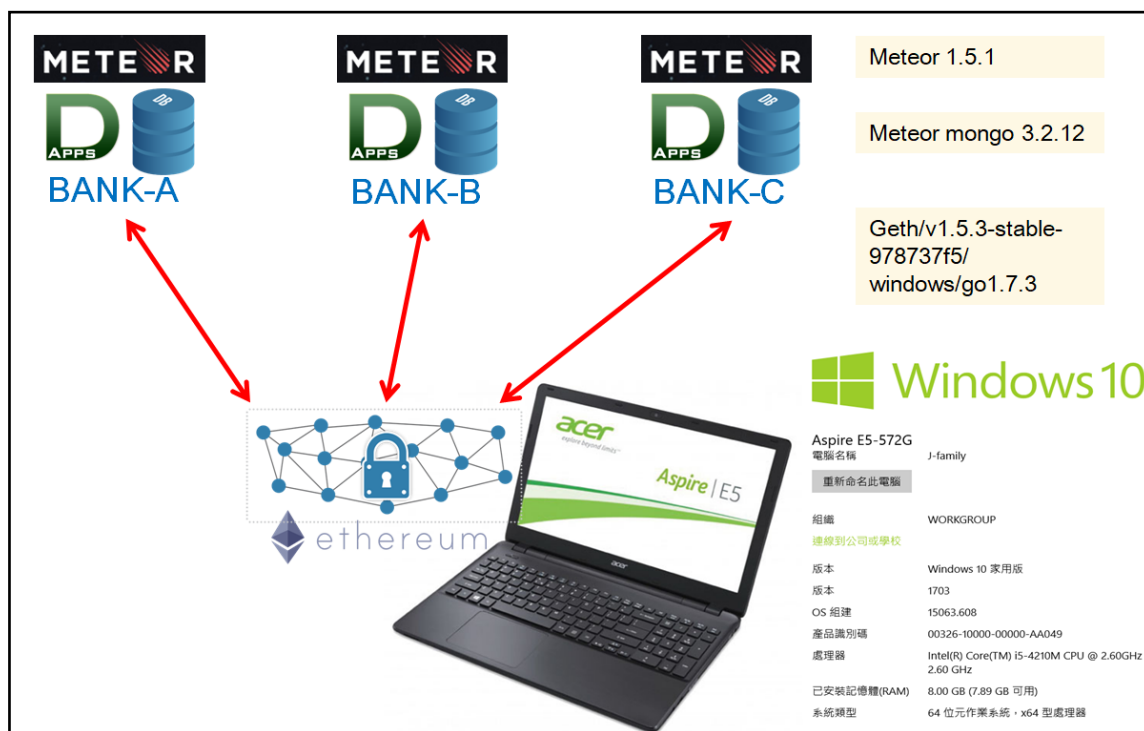 METEOR
METEOR
METEOR
D APPS
DB
D APPS
DB
D APPS
DB
BANK-A
BANK-B
BANK-C
Meteor 1.5.1
Meteor mongo 3.2.12
Geth/v1.5.3-stable-
978737f5/
windows/go1.7.3
ethereum
acer
explore beyond limits™
Aspire | E5
acer
Windows 10
Aspire E5-572G
電腦名稱 J-family
重新命名此電腦
組織 WORKGROUP
連線到公司或學校
版本 Windows 10 家用版
版本 1703
OS 組建 15063.608
產品識別碼 00326-10000-00000-AA049
處理器 Intel(R) Core(TM) i5-4210M CPU @ 2.60GHz
2.60 GHz
已安裝記憶體(RAM) 8.00 GB (7.89 GB 可用)
系統類型 64 位元作業系統，x64 型處理器